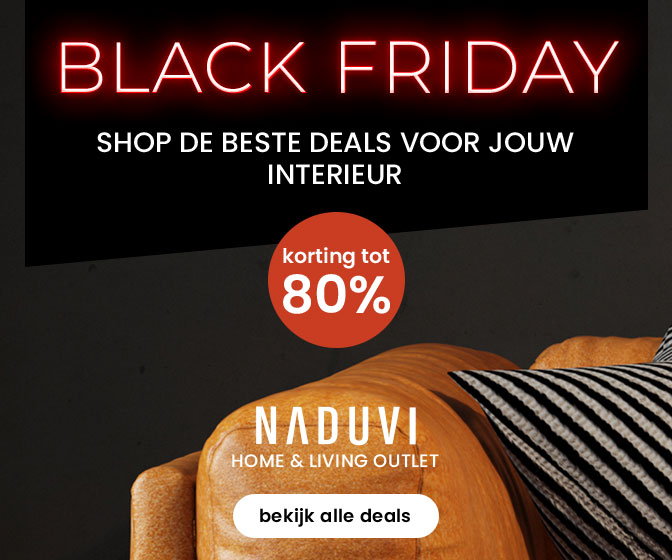 BLACK FRIDAY
SHOP DE BESTE DEALS VOOR JOUW
INTERIEUR
korting tot
80%
NADUVI
HOME & LIVING OUTLET
bekijk alle deals